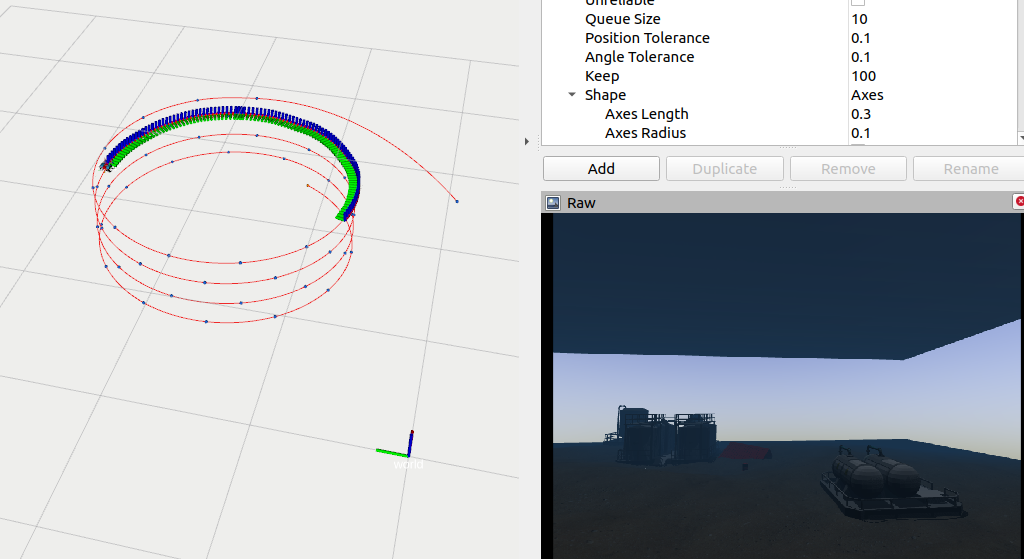 world
Unreliable
Queue Size 10
Position Tolerance 0.1
Angle Tolerance 0.1
Keep 100
Shape Axes
Axes Length 0.3
Axes Radius 0.1
Add Duplicate Remove Rename
Raw